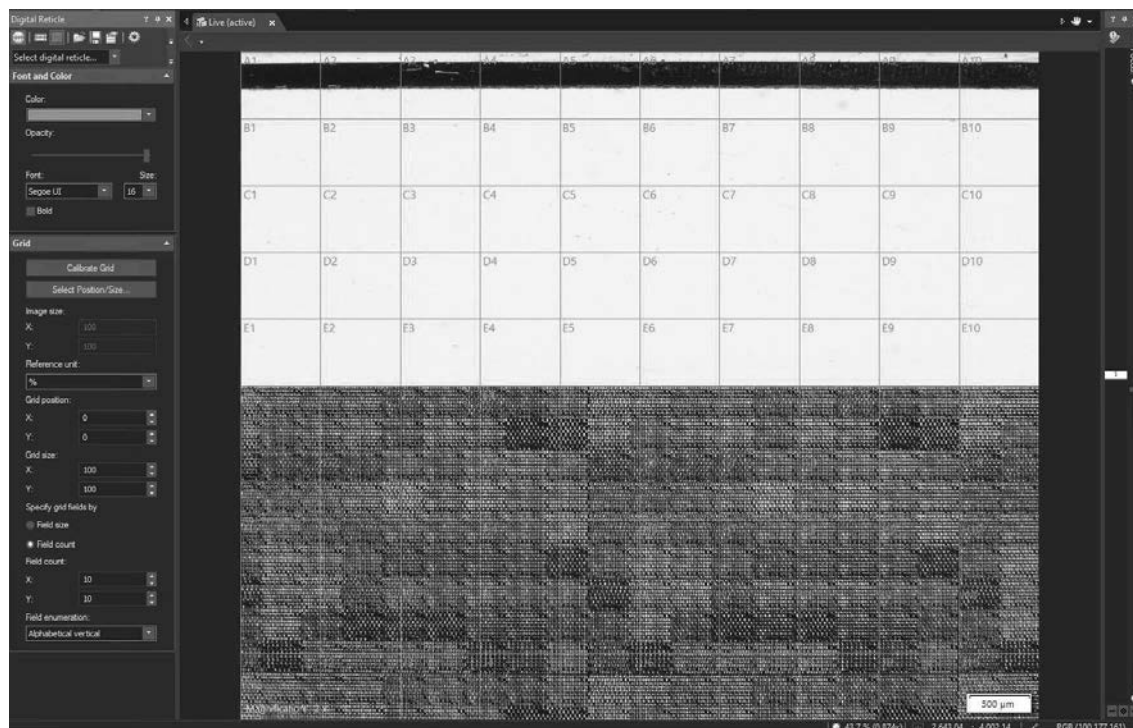 Digital Reticle
Live (active)
Select digital reticle...
Font and Color
Color:
Opacity:
Font:
Size:
Segoe UI
16
Bold
Grid
Calibrate Grid
Select Position/Size...
Image size:
X:
100
Y:
100
Reference unit:
%
Grid position:
X:
0
Y:
0
Grid size:
X:
100
Y:
100
Specify grid fields by
Field size
Field count
Field count:
X:
10
Y:
10
Field enumeration:
Alphabetical vertical
A1 A2 A3 A4 A5 A6 A7 A8 A9 A10
B1 B2 B3 B4 B5 B6 B7 B8 B9 B10
C1 C2 C3 C4 C5 C6 C7 C8 C9 C10
D1 D2 D3 D4 D5 D6 D7 D8 D9 D10
E1 E2 E3 E4 E5 E6 E7 E8 E9 E10
500 µm